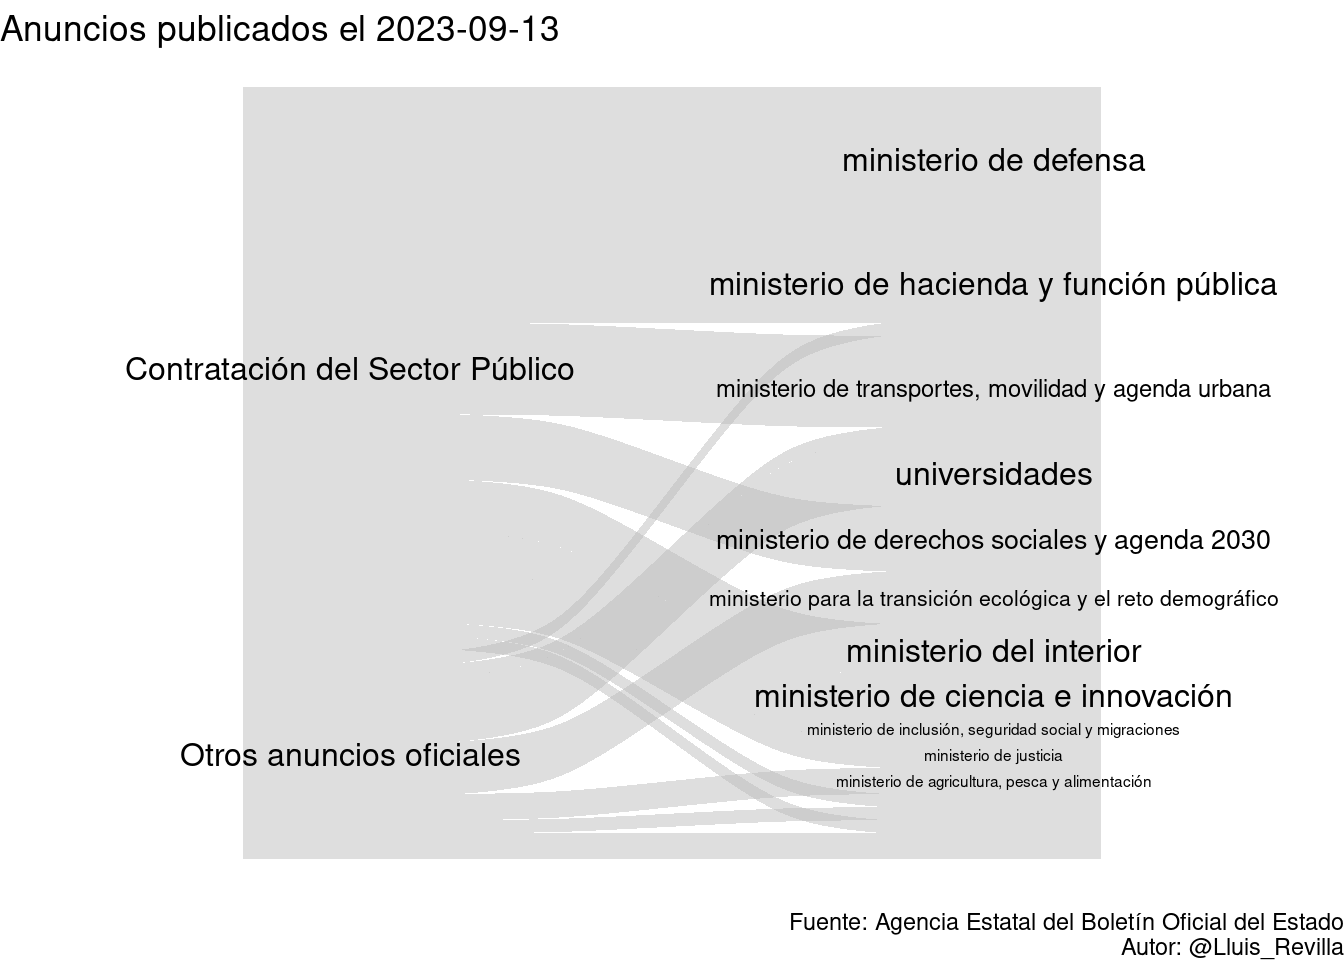 Anuncios publicados el 2023-09-13
ministerio de defensa
ministerio de hacienda y función pública
Contratación del Sector Público
ministerio de transportes, movilidad y agenda urbana
universidades
ministerio de derechos sociales y agenda 2030
ministerio para la transición ecológica y el reto demográfico
ministerio del interior
ministerio de ciencia e innovación
ministerio de inclusión, seguridad social y migraciones
Otros anuncios oficiales
ministerio de justicia
ministerio de agricultura, pesca y alimentación
Fuente: Agencia Estatal del Boletín Oficial del Estado
Autor: @Lluis_Revilla